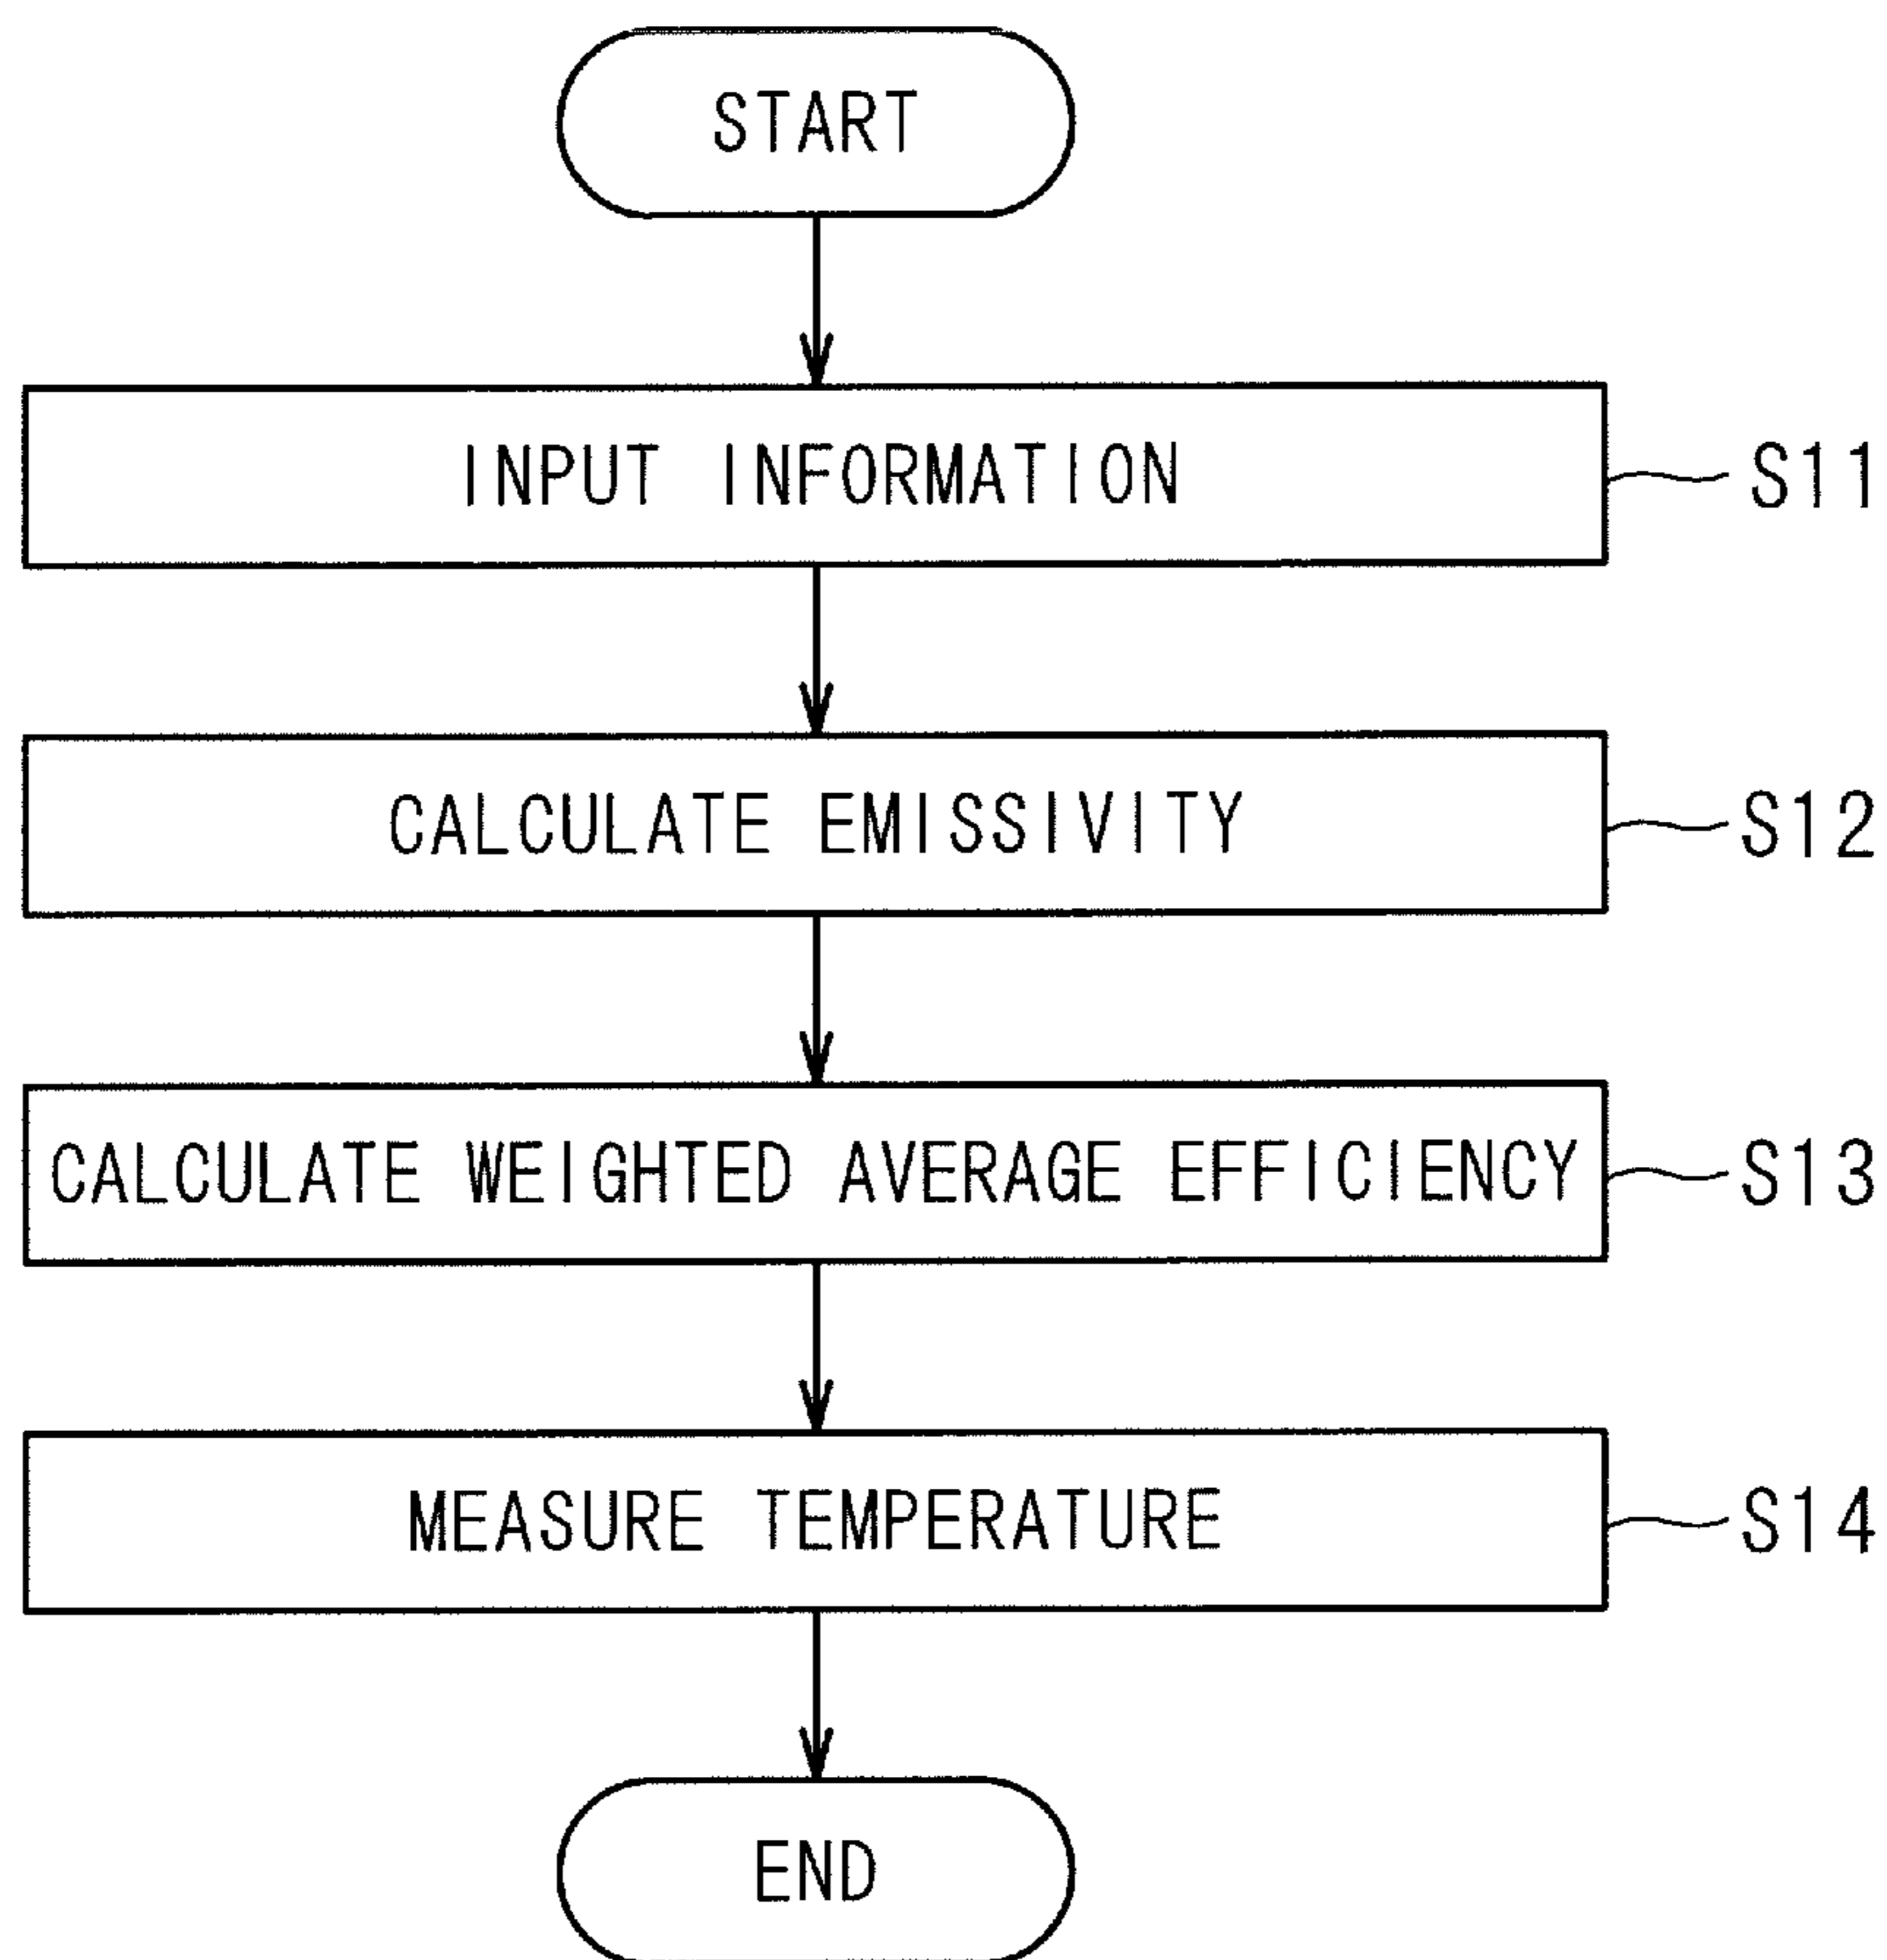 START
INPUT INFORMATION
S11
CALCULATE EMISSIVITY
S12
CALCULATE WEIGHTED AVERAGE EFFICIENCY
S13
MEASURE TEMPERATURE
S14
END